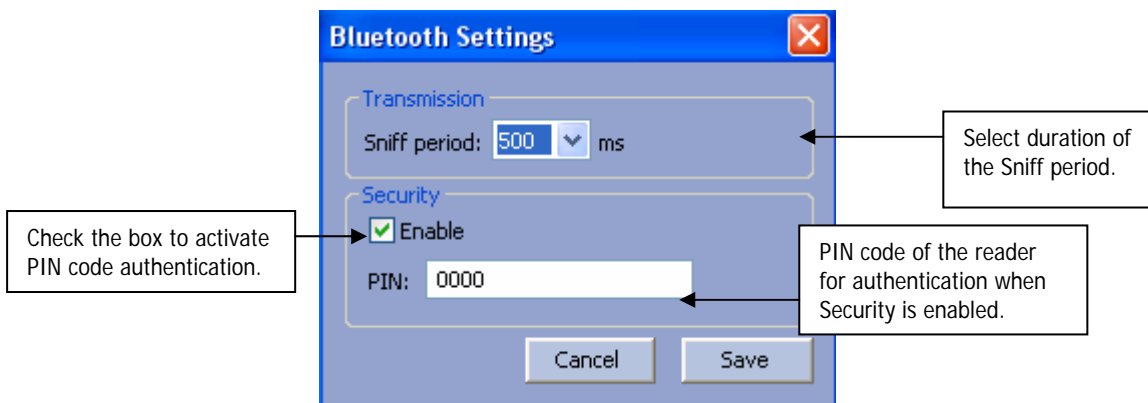 Bluetooth Settings
Transmission
Sniff period: 500 ms
Select duration of
the Sniff period.
Security
Enable
Check the box to activate
PIN code authentication.
PIN: 0000
PIN code of the reader
for authentication when
Security is enabled.
Cancel Save